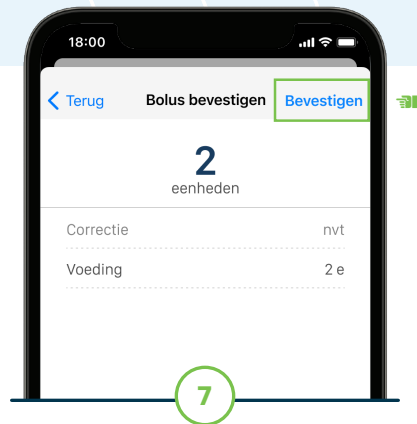 18:00
Terug Bolus bevestigen Bevestigen
2
eenheden
Correctie nvt
Voeding 2 e
7